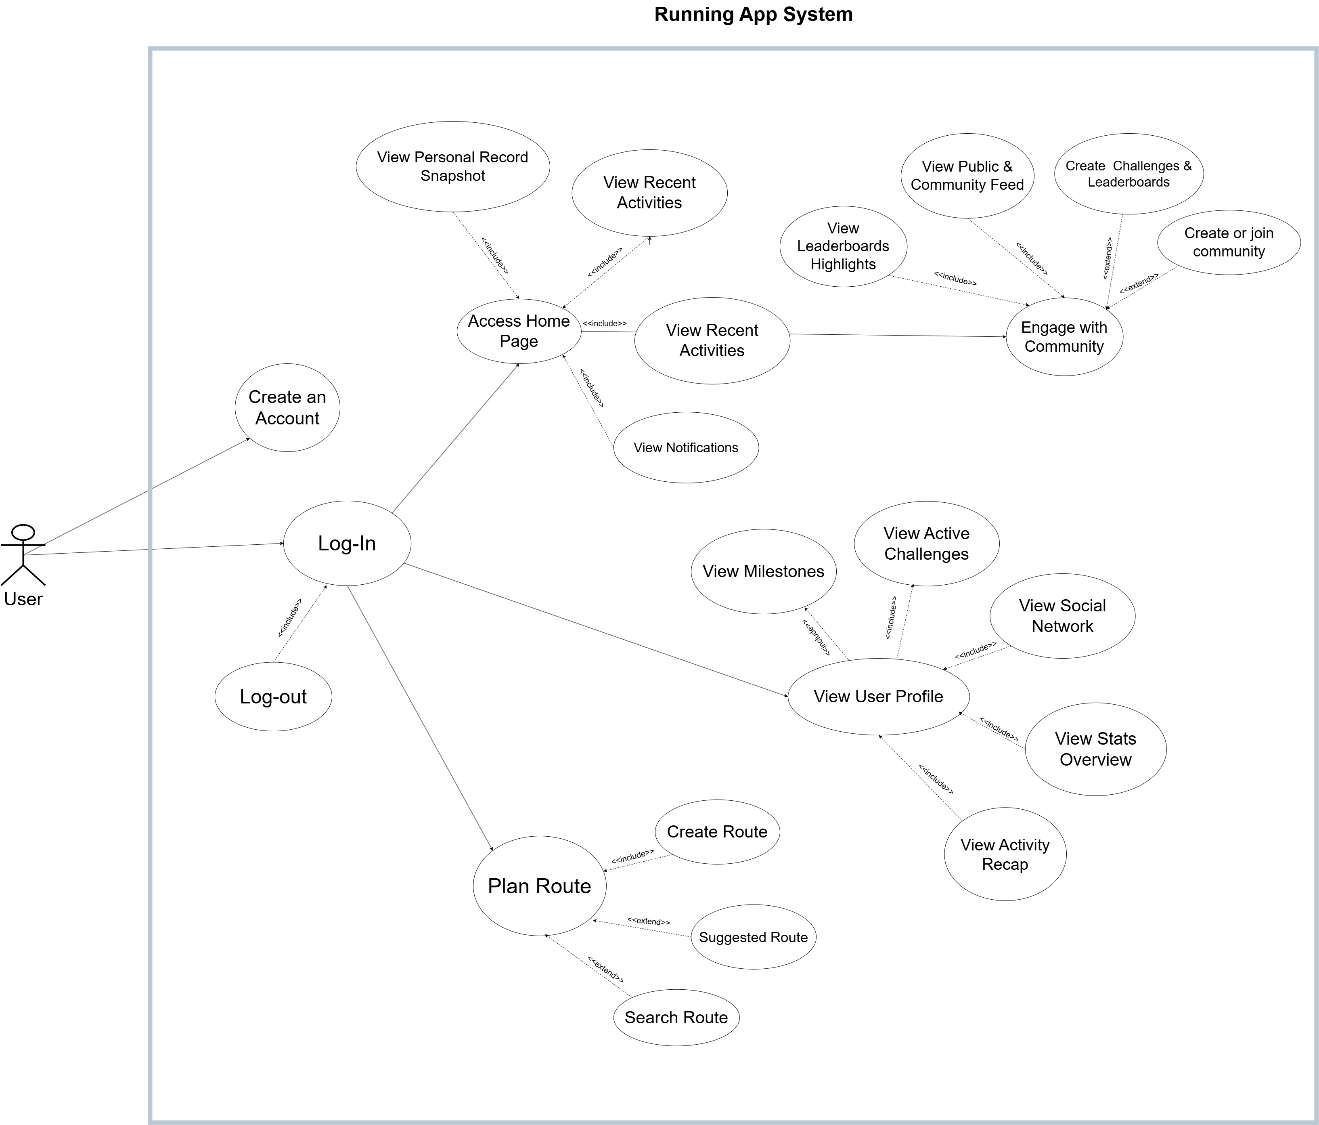 Running App System
View Personal Record
Snapshot
View Recent
Activities
<<include>>
<<include>>
View Public &
Community Feed
Create Challenges &
Leaderboards
View
Leaderboards
Highlights
Create or join
community
<<include>>
<<include>>
<<extend>>
<<extend>>
Access Home
Page
<<include>>
View Recent
Activities
Engage with
Community
<<include>>
View Notifications
Create an
Account
Log-In
User
<<include>>
Log-out
View Milestones
View Active
Challenges
View Social
Network
<<include>>
<<include>>
<<include>>
View User Profile
<<include>>
View Stats
Overview
<<include>>
View Activity
Recap
Create Route
<<include>>
Plan Route
<<extend>>
Suggested Route
<<extend>>
Search Route